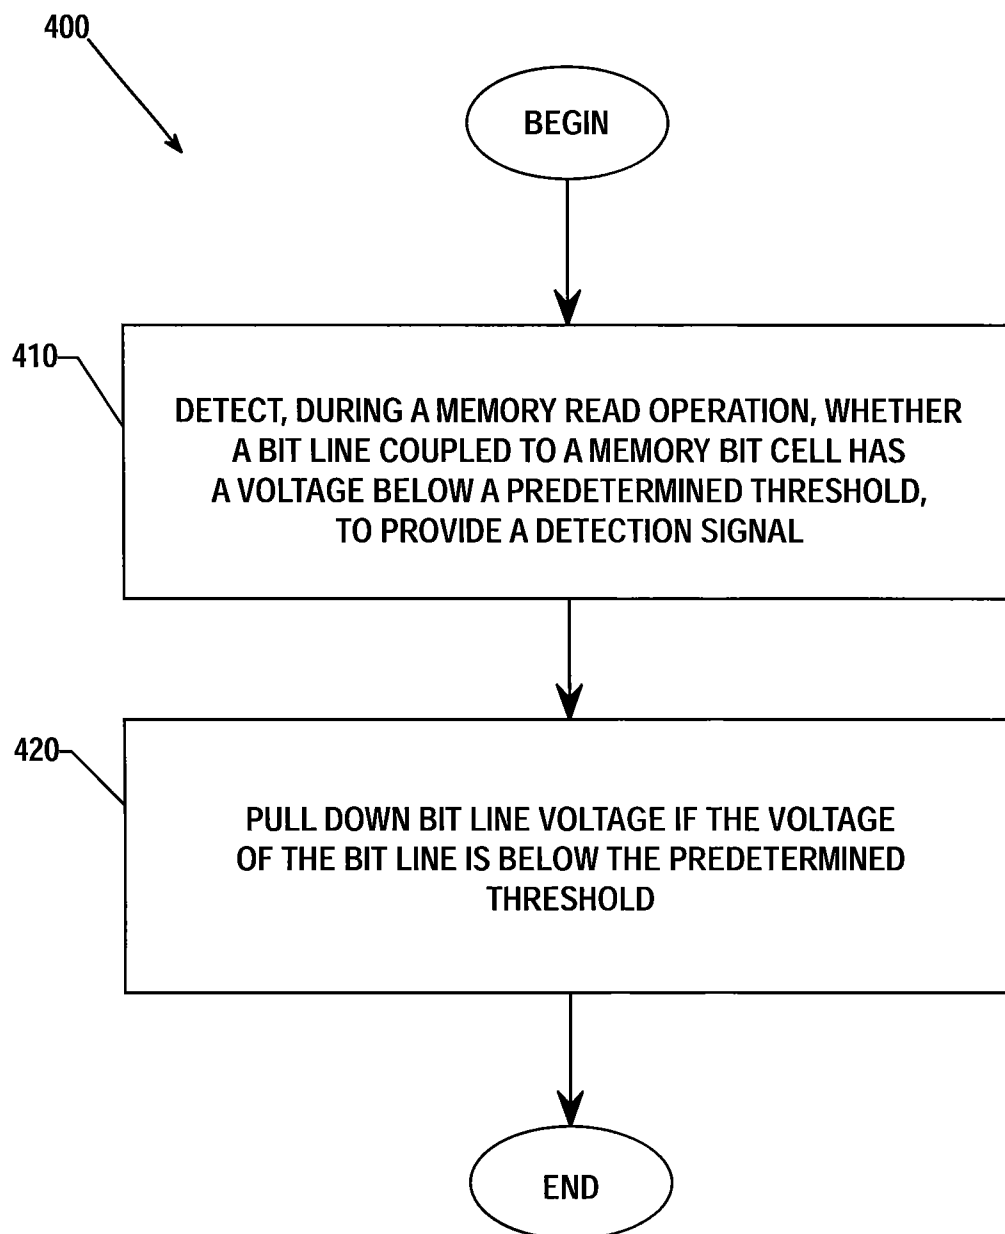 400
BEGIN
410
DETECT, DURING A MEMORY READ OPERATION, WHETHER
A BIT LINE COUPLED TO A MEMORY BIT CELL HAS
A VOLTAGE BELOW A PREDETERMINED THRESHOLD,
TO PROVIDE A DETECTION SIGNAL
420
PULL DOWN BIT LINE VOLTAGE IF THE VOLTAGE
OF THE BIT LINE IS BELOW THE PREDETERMINED
THRESHOLD
END